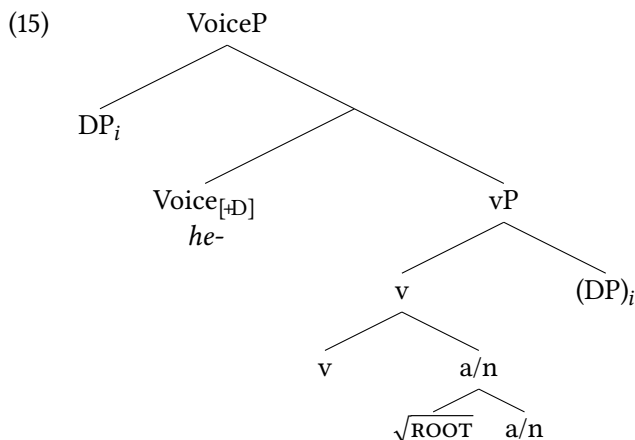 (15) VoiceP
DPᵢ
Voice[+D] vP
he-
v (DP)ᵢ
v a/n
√ROOT a/n